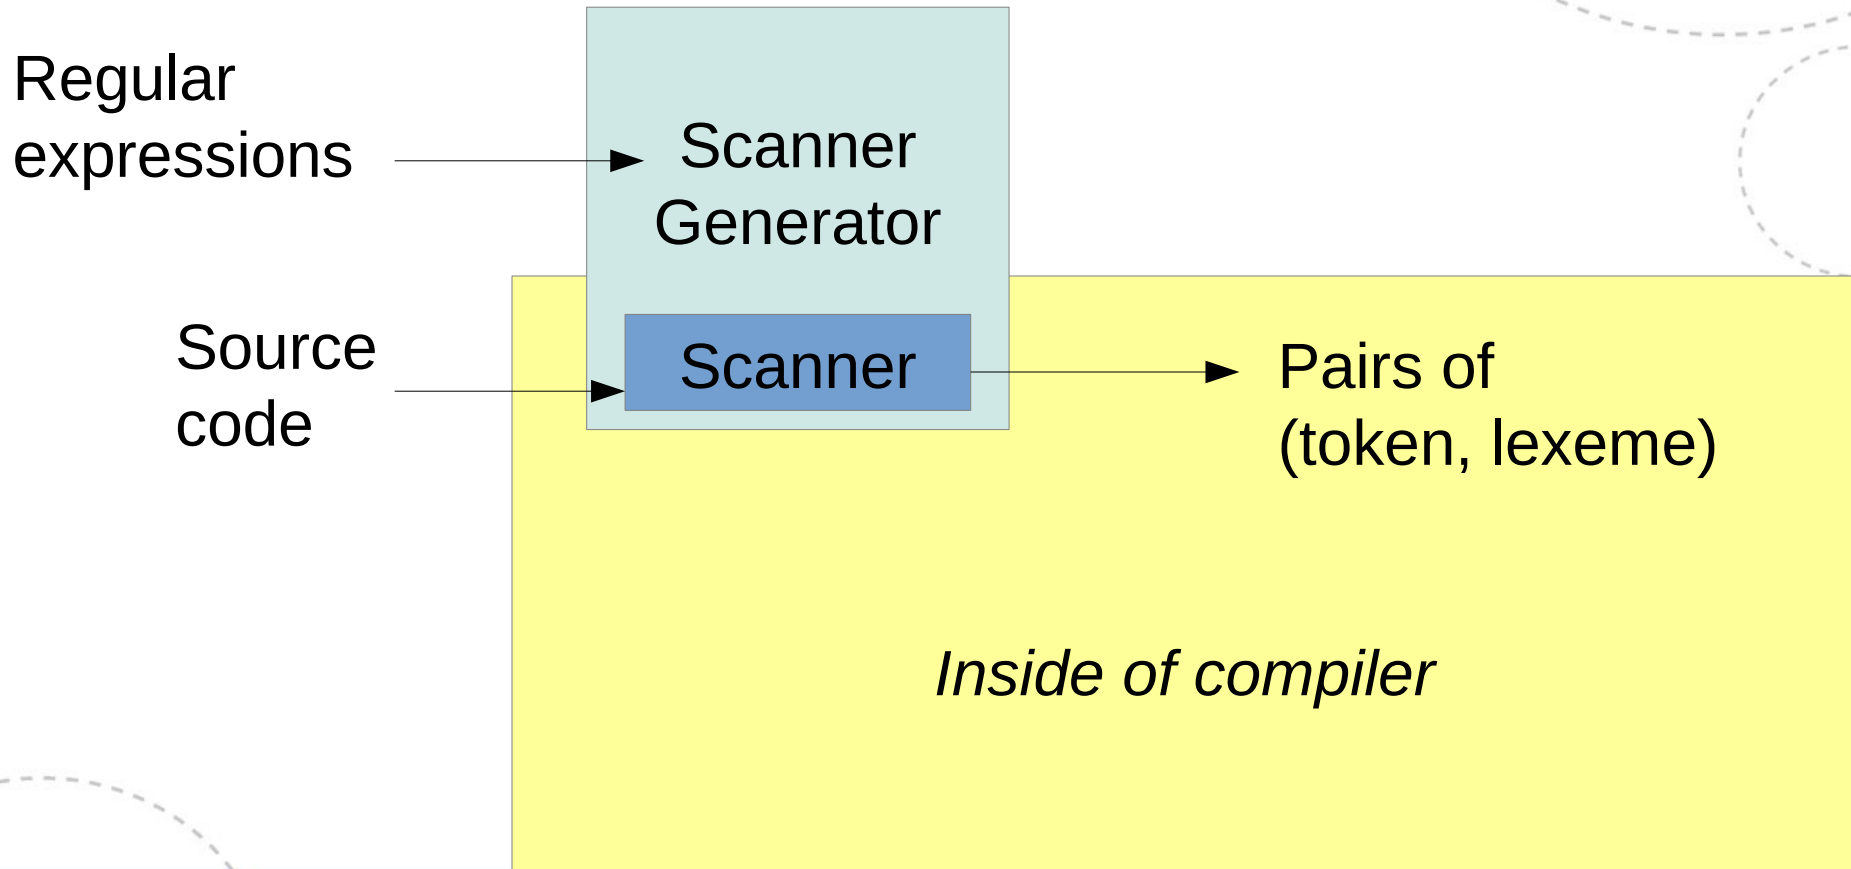 Regular
expressions
Scanner
Generator
Source
code
Scanner
Pairs of
(token, lexeme)
Inside of compiler